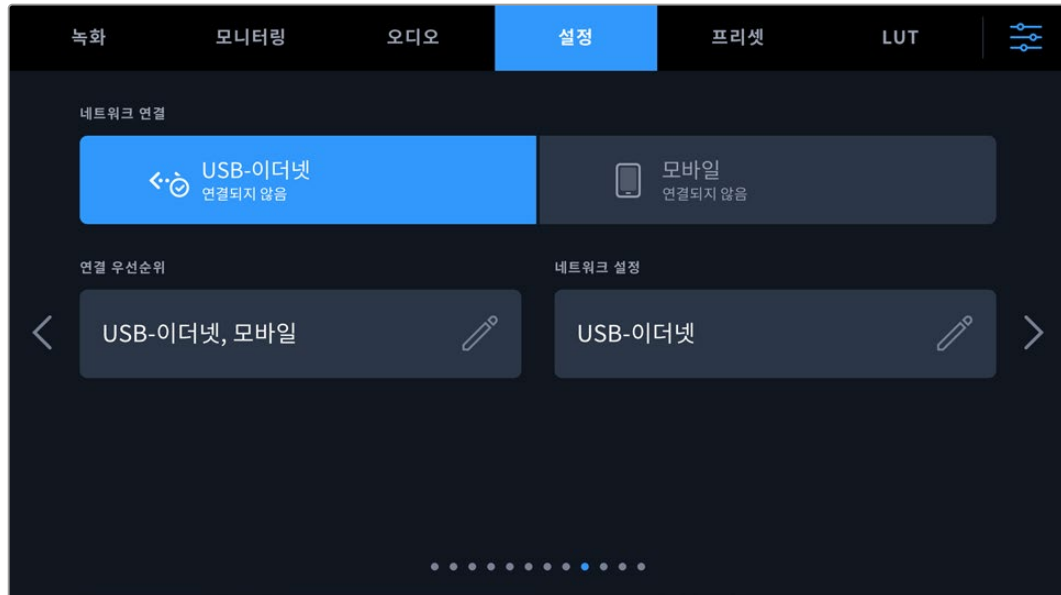 녹화 모니터링 오디오 설정 프리셋 LUT
네트워크 연결
USB-이더넷
연결되지 않음
모바일
연결되지 않음
연결 우선순위
USB-이더넷, 모바일
네트워크 설정
USB-이더넷